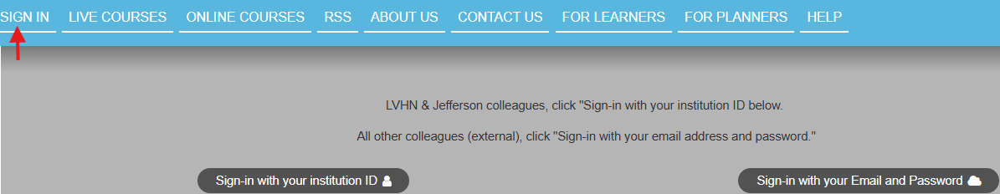 SIGN IN LIVE COURSES ONLINE COURSES RSS ABOUT US CONTACT US FOR LEARNERS FOR PLANNERS HELP
LVHN & Jefferson colleagues, click "Sign-in with your institution ID below.
All other colleagues (external), click "Sign-in with your email address and password."
Sign-in with your institution ID Sign-in with your Email and Password